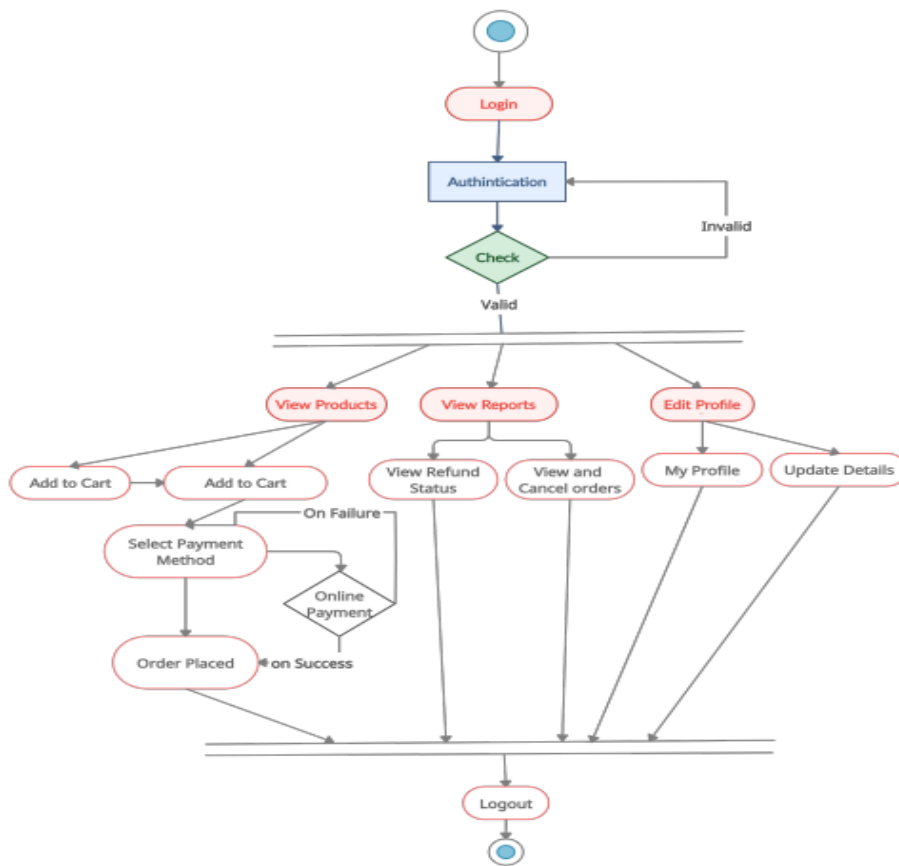 Login
Authintication
Invalid
Check
Valid
View Products
View Reports
Edit Profile
Add to Cart
Add to Cart
View Refund
Status
View and
Cancel orders
My Profile
Update Details
On Failure
Select Payment
Method
Online
Payment
Order Placed
on Success
Logout